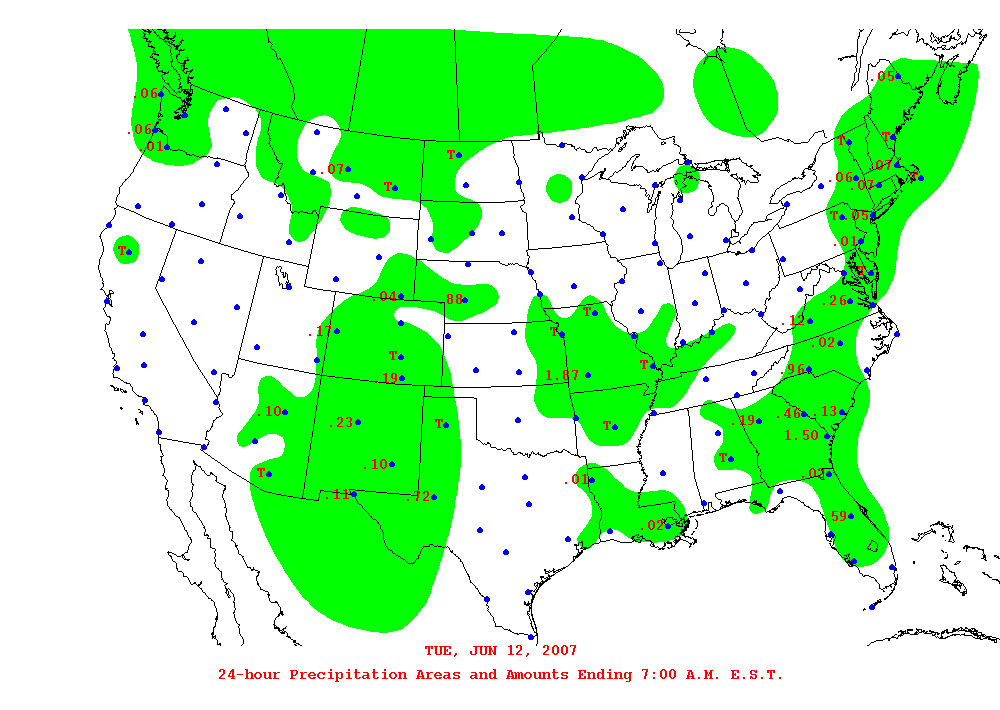 .05
.06
.06
.01
T
T
T
.07
T
.07
T
.06
.07
T
T
.05
.01
T
T
.04
.88
.26
.17
T
T
.12
.02
T
T
.19
1.87
.96
.10
.23
T
T
.19
.46
.13
1.50
.10
T
T
.01
.02
.11
.72
.02
.59
TUE, JUN 12, 2007
24-hour Precipitation Areas and Amounts Ending 7:00 A.M. E.S.T.